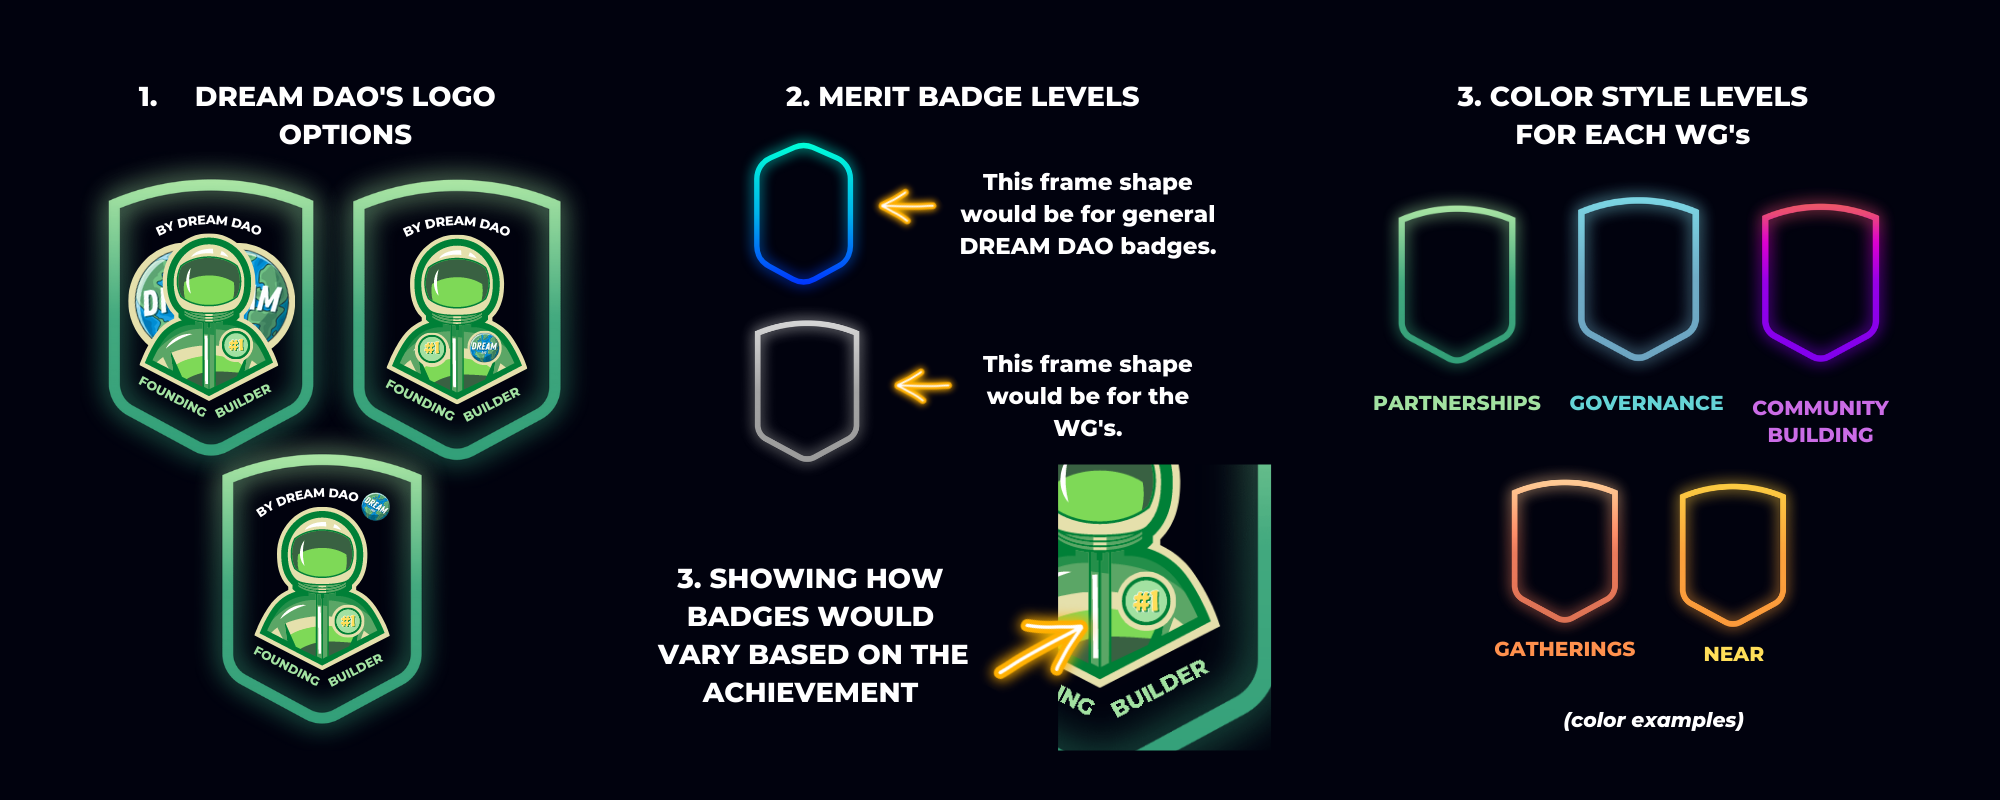 1. DREAM DAO'S LOGO
OPTIONS
BY DREAM DAO
DREAM
#1
FOUNDING BUILDER
BY DREAM DAO
#1
DREAM
FOUNDING BUILDER
BY DREAM DAO
DREAM
#1
FOUNDING BUILDER
2. MERIT BADGE LEVELS
This frame shape
would be for general
DREAM DAO badges.
This frame shape
would be for the
WG's.
3. SHOWING HOW
BADGES WOULD
VARY BASED ON THE
ACHIEVEMENT
#1
ING BUILDER
3. COLOR STYLE LEVELS
FOR EACH WG's
PARTNERSHIPS
GOVERNANCE
COMMUNITY
BUILDING
GATHERINGS
NEAR
(color examples)